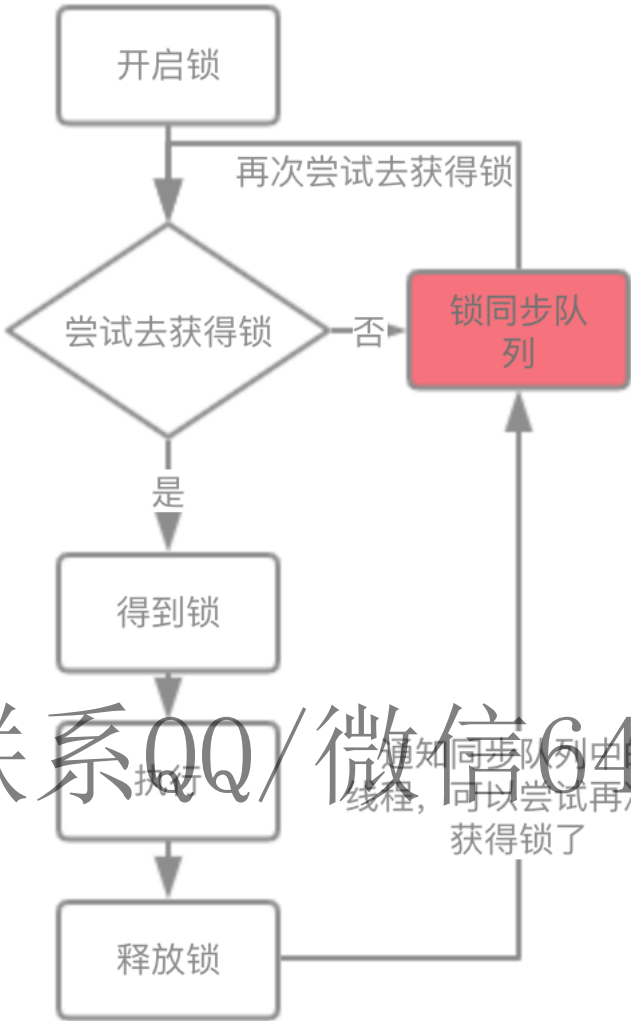 开启锁
再次尝试去获得锁
尝试去获得锁
否
锁同步队
列
是
得到锁
联系QQ/微信64
执行
通知同步队列中的
线程，可以尝试再次
获得锁了
释放锁